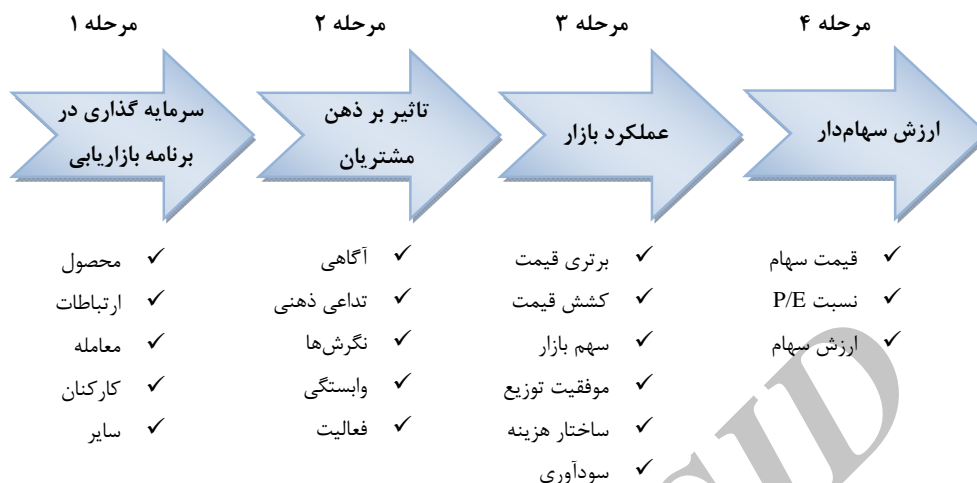 مرحله ۱
سرمایه گذاری در
برنامه بازاریابی
✓ محصول
✓ ارتباطات
✓ معامله
✓ کارکنان
✓ سایر
مرحله ۲
تاثیر بر ذهن
مشتریان
✓ آگاهی
✓ تداعی ذهنی
✓ نگرش‌ها
✓ وابستگی
✓ فعالیت
مرحله ۳
عملکرد بازار
✓ برتری قیمت
✓ کشش قیمت
✓ سهم بازار
✓ موفقیت توزیع
✓ ساختار هزینه
✓ سودآوری
مرحله ۴
ارزش سهام‌دار
✓ قیمت سهام
✓ نسبت P/E
✓ ارزش سهام
SID